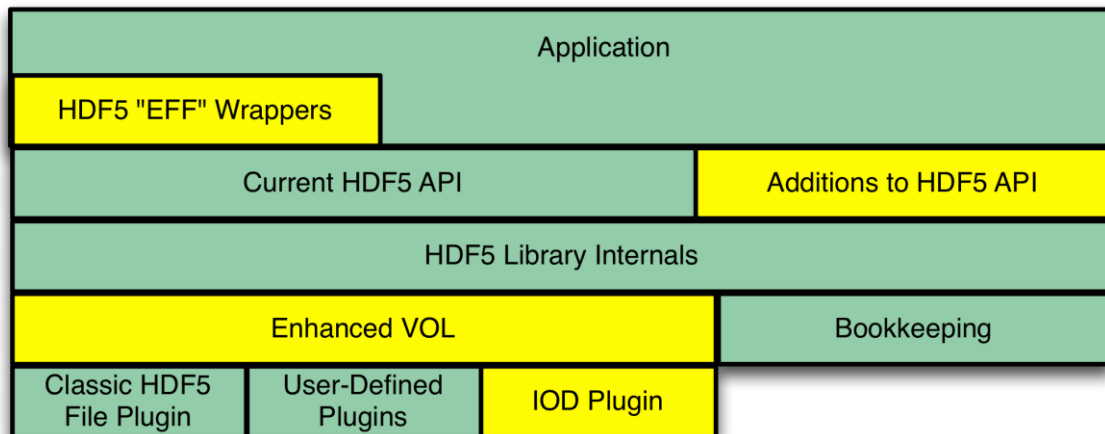 Application
HDF5 "EFF" Wrappers
Current HDF5 API
Additions to HDF5 API
HDF5 Library Internals
Enhanced VOL
Bookkeeping
Classic HDF5
File Plugin
User-Defined
Plugins
IOD Plugin